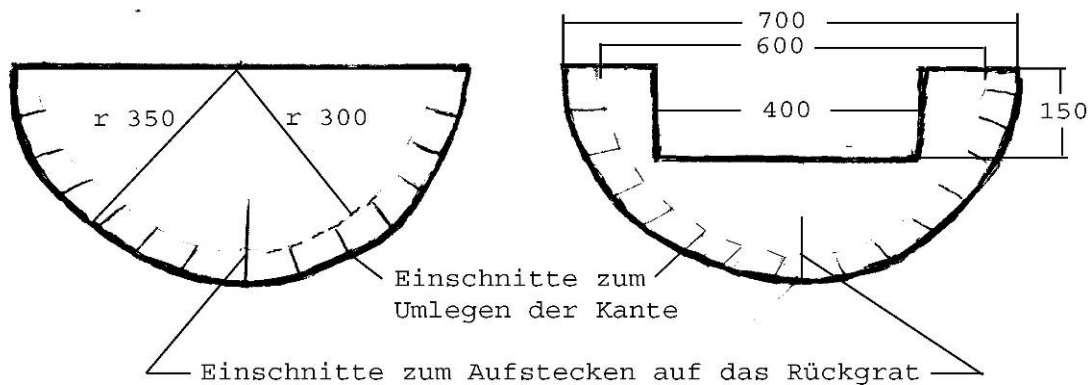 700
600
r 350
r 300
400
150
Einschnitte zum
Umlegen der Kante
Einschnitte zum Aufstecken auf das Rückgrat